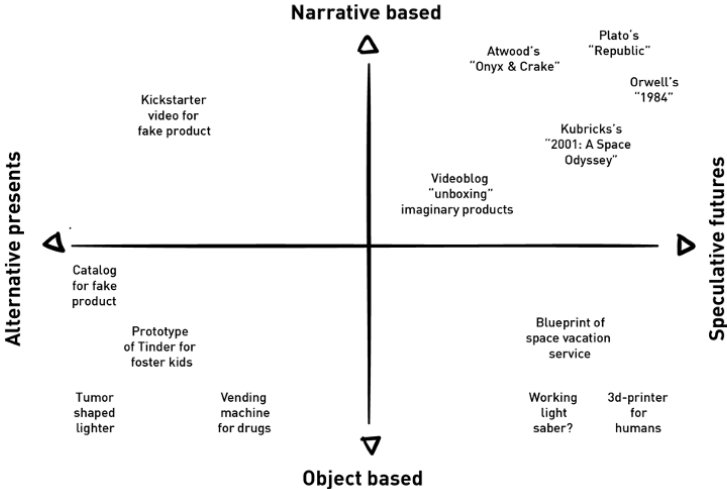 Narrative based
Plato's
"Republic"
Atwood's
"Onyx & Crake"
Orwell's
"1984"
Kickstarter
video for
fake product
Kubricks's
"2001: A Space
Odyssey"
Videoblog
"unboxing"
imaginary products
Alternative presents
Speculative futures
Catalog
for fake
product
Prototype
of Tinder for
foster kids
Blueprint of
space vacation
service
Tumor
shaped
lighter
Vending
machine
for drugs
Working
light
saber?
3d-printer
for
humans
Object based